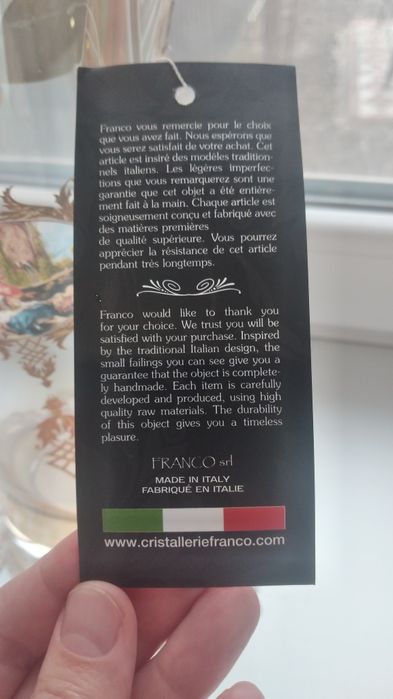 Franco vous remercie pour le choix
que vous avez fait. Nous espérons que
vous serez satisfait de votre achat. Cet
article est insiré des modèles tradition-
nels italiens. Les légères imperfec-
tions que vous remarquerez sont une
garantie que cet objet a été entière-
ment fait à la main. Chaque article est
soigneusement conçu et fabriqué avec
des matières premières
de qualité supérieure. Vous pourrez
apprécier la résistance de cet article
pendant très longtemps.
Franco would like to thank you
for your choice. We trust you will be
satisfied with your purchase. Inspired
by the traditional Italian design, the
small failings you can see give you a
guarantee that the object is complete-
ly handmade. Each item is carefully
developed and produced, using high
quality raw materials. The durability
of this object gives you a timeless
plasure.
FRANCO srl
MADE IN ITALY
FABRIQUÉ EN ITALIE
www.cristalleriefranco.com